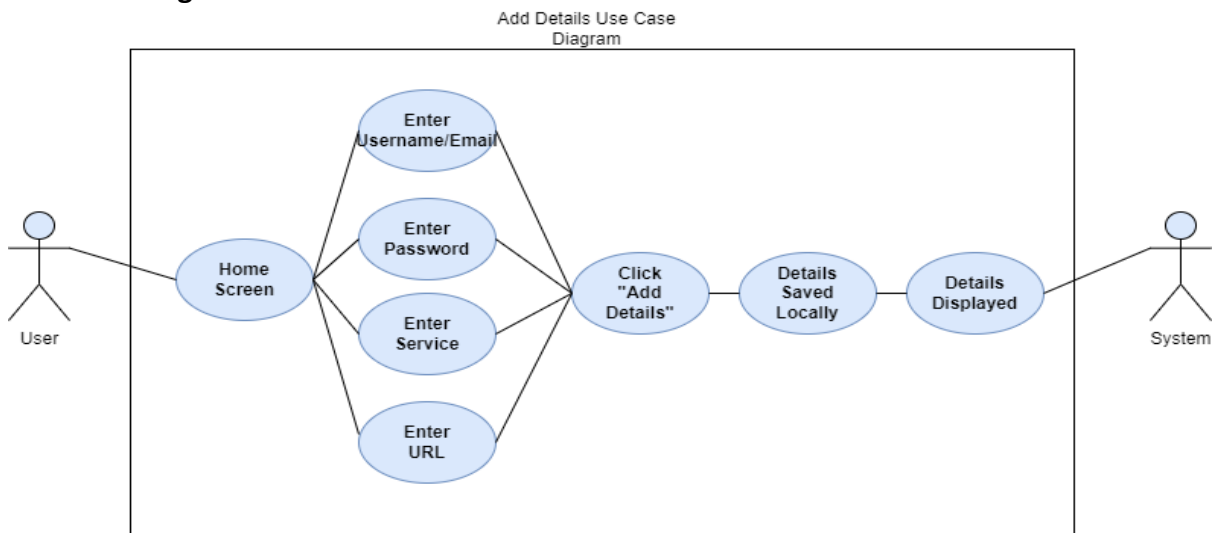 Add Details Use Case
Diagram
Enter
Username/Email
Enter
Password
Home
Screen
Enter
Service
Enter
URL
Click
"Add
Details"
Details
Saved
Locally
Details
Displayed
User
System